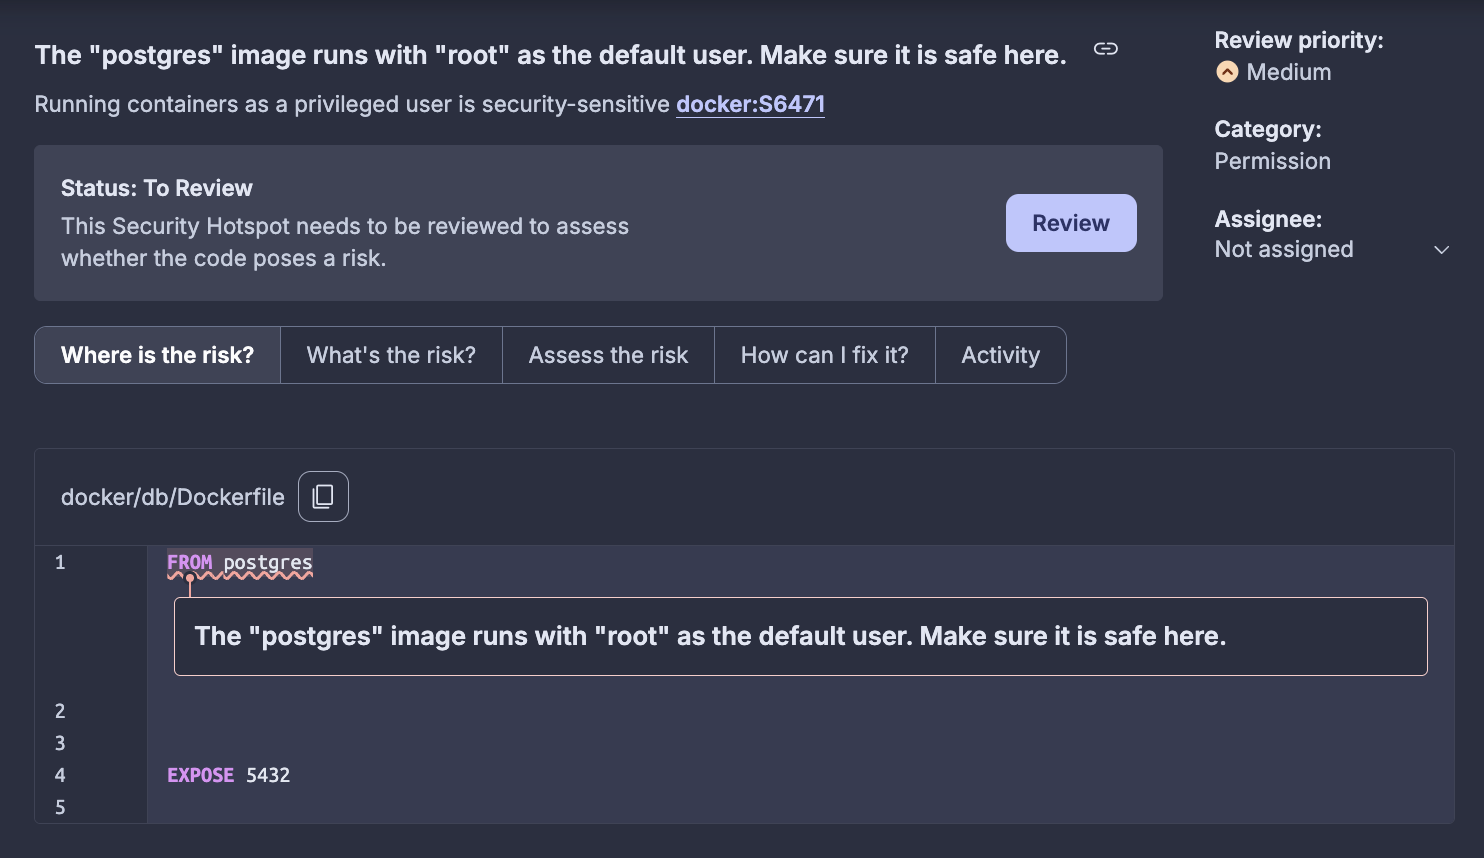 The "postgres" image runs with "root" as the default user. Make sure it is safe here.
Running containers as a privileged user is security-sensitive docker:S6471
Review priority:
Medium
Category:
Permission
Assignee:
Not assigned
Status: To Review
This Security Hotspot needs to be reviewed to assess
whether the code poses a risk.
Review
Where is the risk?
What's the risk?
Assess the risk
How can I fix it?
Activity
docker/db/Dockerfile
1 FROM postgres
The "postgres" image runs with "root" as the default user. Make sure it is safe here.
2
3
4 EXPOSE 5432
5